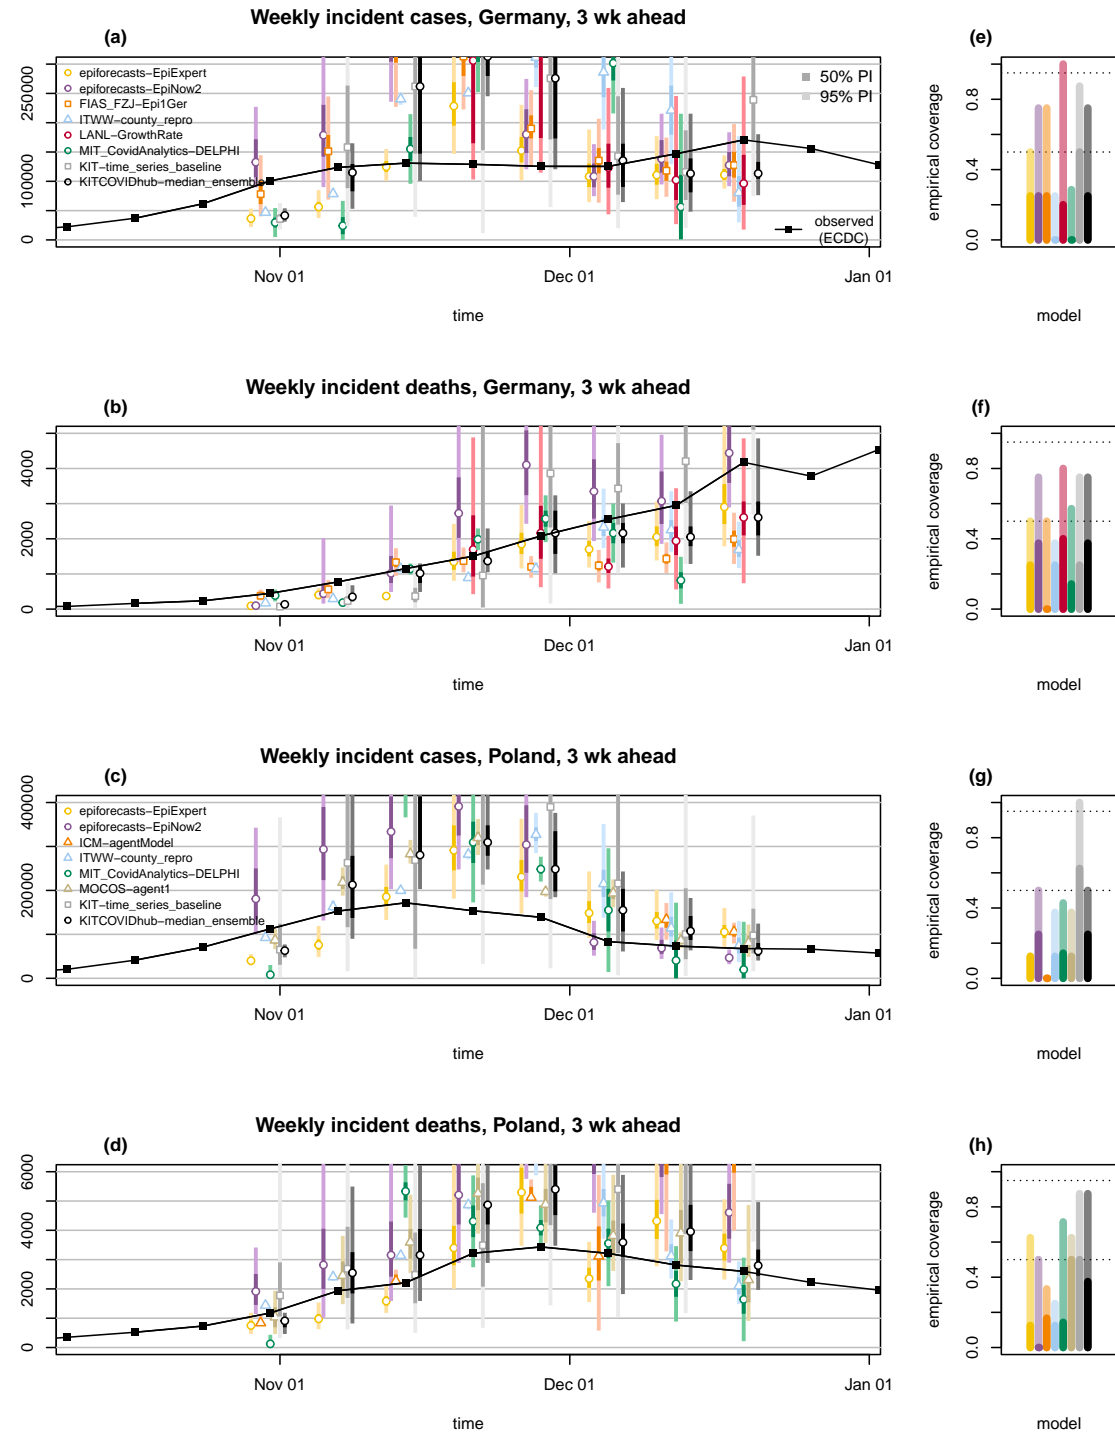 Weekly incident cases, Germany, 3 wk ahead
(a)
(e)
epiforecasts−EpiExpert
epiforecasts−EpiNow2
FIAS_FZJ−Epi1Ger
ITWW−county_repro
LANL−GrowthRate
MIT_CovidAnalytics−DELPHI
KIT−time_series_baseline
KITCOVIDhub−median_ensemble
50% PI
95% PI
observed
(ECDC)
0
100000
250000
Nov 01
Dec 01
Jan 01
time
empirical coverage
0.0
0.4
0.8
model
Weekly incident deaths, Germany, 3 wk ahead
(b)
(f)
0
2000
4000
Nov 01
Dec 01
Jan 01
time
empirical coverage
0.0
0.4
0.8
model
Weekly incident cases, Poland, 3 wk ahead
(c)
(g)
epiforecasts−EpiExpert
epiforecasts−EpiNow2
ICM−agentModel
ITWW−county_repro
MIT_CovidAnalytics−DELPHI
MOCOS−agent1
KIT−time_series_baseline
KITCOVIDhub−median_ensemble
0
200000
400000
Nov 01
Dec 01
Jan 01
time
empirical coverage
0.0
0.4
0.8
model
Weekly incident deaths, Poland, 3 wk ahead
(d)
(h)
0
2000
4000
6000
Nov 01
Dec 01
Jan 01
time
empirical coverage
0.0
0.4
0.8
model